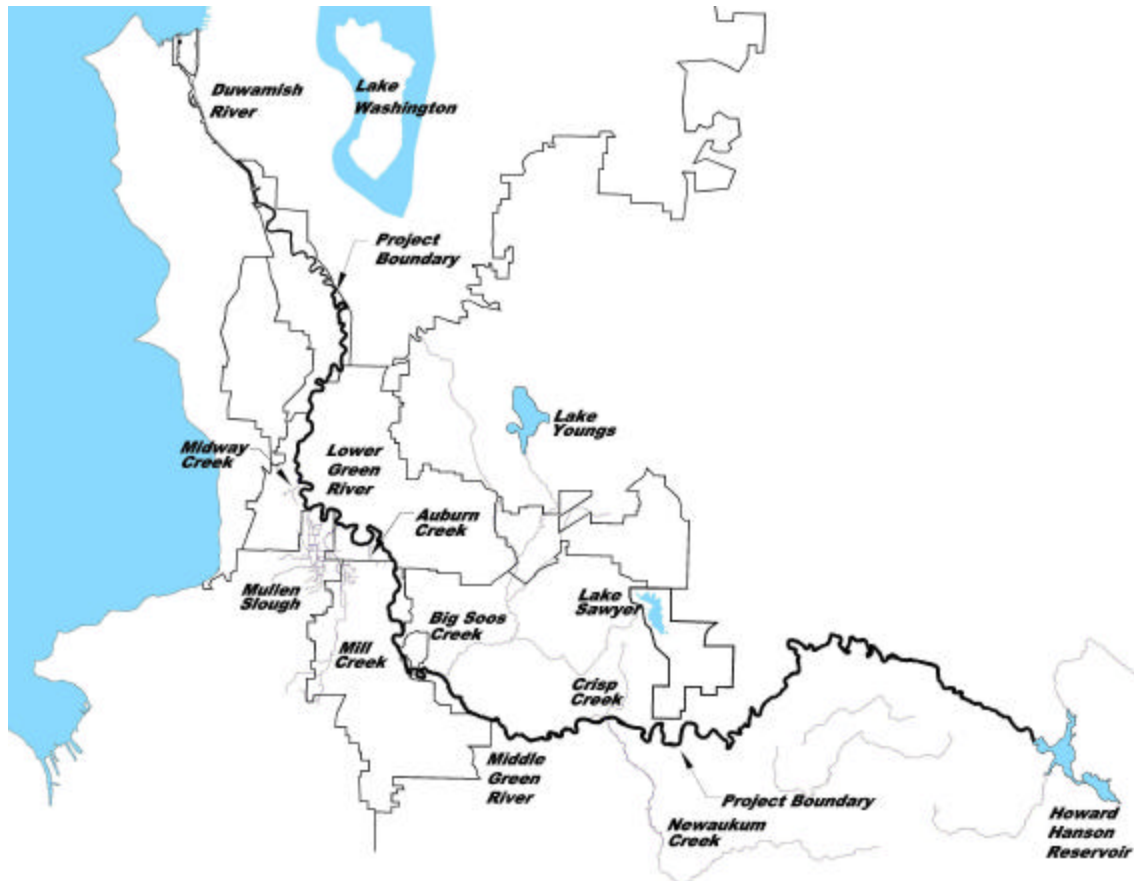 Duwamish
River
Lake
Washington
Project
Boundary
Lake
Youngs
Midway
Creek
Lower
Green
River
Auburn
Creek
Mullen
Slough
Big Soos
Creek
Lake
Sawyer
Mill
Creek
Crisp
Creek
Middle
Green
River
Project Boundary
Newaukum
Creek
Howard
Hanson
Reservoir